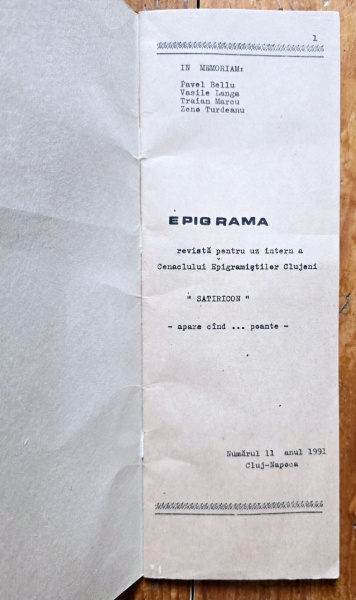 1
IN MEMORIAM:
Pavel Bellu
Vasile Langa
Traian Marcu
Zeno Turdeanu
EPIGRAMA
revistă pentru uz intern a
Cenaclului Epigramiştilor Clujeni
" SATIRICON "
- apare cînd ... poante -
Numărul 11 anul 1991
Cluj-Napoca